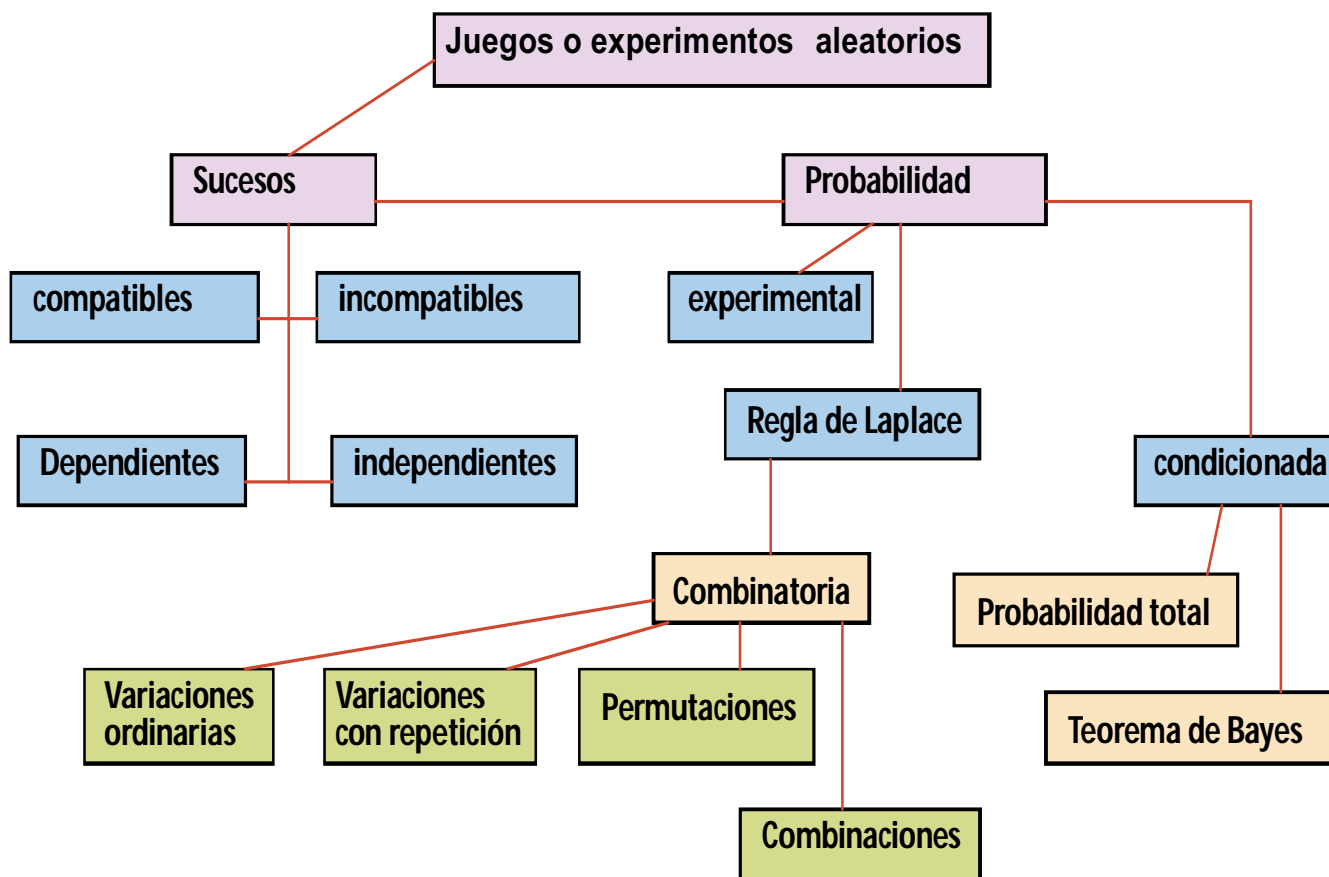 Juegos o experimentos aleatorios
Sucesos
Probabilidad
compatibles
incompatibles
experimental
Regla de Laplace
Dependientes
independientes
condicionada
Combinatoria
Probabilidad total
Variaciones
ordinarias
Variaciones
con repetición
Permutaciones
Teorema de Bayes
Combinaciones